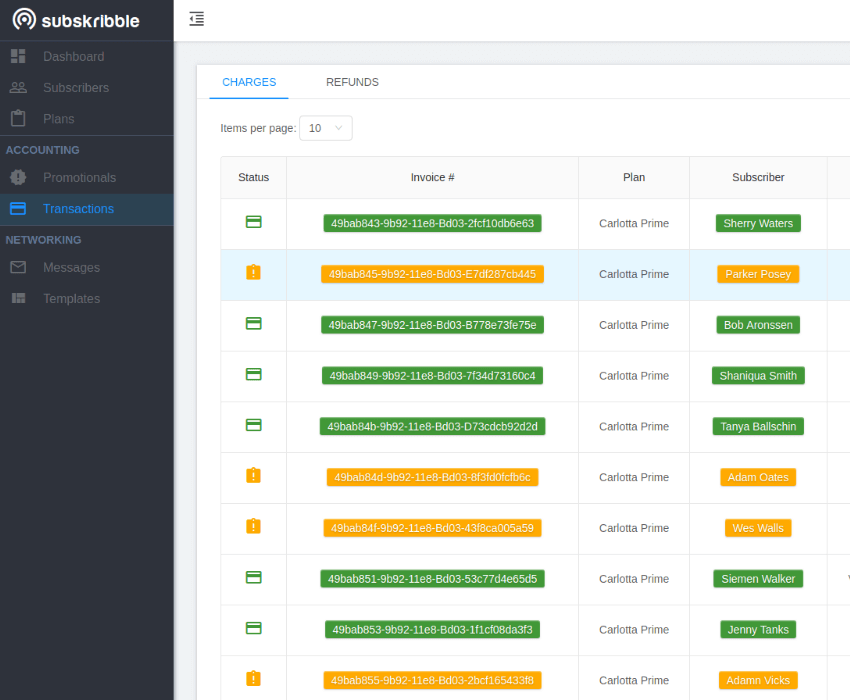 subskribble
Dashboard
Subscribers
Plans
ACCOUNTING
Promotionals
Transactions
NETWORKING
Messages
Templates
CHARGES REFUNDS
Items per page: 10
Status Invoice # Plan Subscriber
49bab843-9b92-11e8-Bd03-2fcf10db6e63 Carlotta Prime Sherry Waters
49bab845-9b92-11e8-Bd03-E7df287cb445 Carlotta Prime Parker Posey
49bab847-9b92-11e8-Bd03-B778e73fe75e Carlotta Prime Bob Aronssen
49bab849-9b92-11e8-Bd03-7f34d73160c4 Carlotta Prime Shaniqua Smith
49bab84b-9b92-11e8-Bd03-D73cdcb92d2d Carlotta Prime Tanya Ballschin
49bab84d-9b92-11e8-Bd03-8f3fd0fcfb6c Carlotta Prime Adam Oates
49bab84f-9b92-11e8-Bd03-43f8ca005a59 Carlotta Prime Wes Walls
49bab851-9b92-11e8-Bd03-53c77d4e65d5 Carlotta Prime Siemen Walker
49bab853-9b92-11e8-Bd03-1f1cf08da3f3 Carlotta Prime Jenny Tanks
49bab855-9b92-11e8-Bd03-2bcf165433f8 Carlotta Prime Adamn Vicks